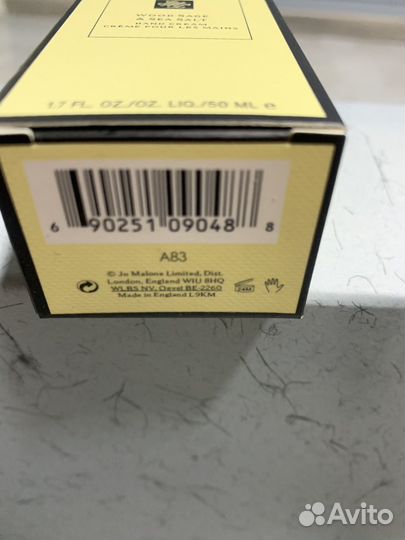 WOOD SAGE
& SEA SALT
HAND CREAM
CRÈME POUR LES MAINS
1.7 FL. OZ./OZ. LIQ./50 ML e
6 90251 09048 8
A83
© Jo Malone Limited, Dist.
London, England W1U 8HQ
WLBS NV, Oevel BE-2260
Made in England L9KM
24M
Avito